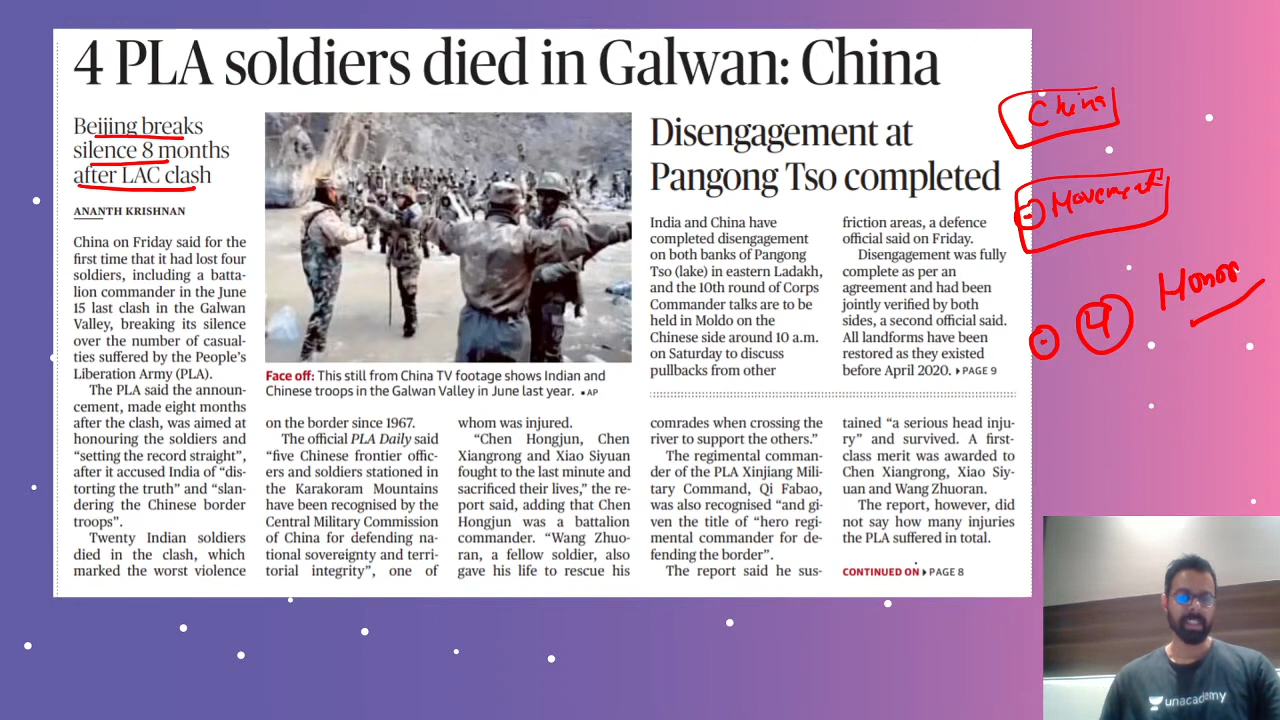 4 PLA soldiers died in Galwan: China
Beijing breaks
silence 8 months
after LAC clash
ANANTH KRISHNAN
China on Friday said for the
first time that it had lost four
soldiers, including a batta-
lion commander in the June
15 last clash in the Galwan
Valley, breaking its silence
over the number of casual-
ties suffered by the People's
Liberation Army (PLA).
The PLA said the announ-
cement, made eight months
after the clash, was aimed at
honouring the soldiers and
"setting the record straight",
after it accused India of "dis-
torting the truth" and "slan-
dering the Chinese border
troops".
Twenty Indian soldiers
died in the clash, which
marked the worst violence
Face off: This still from China TV footage shows Indian and
Chinese troops in the Galwan Valley in June last year. ▪AP
on the border since 1967.
The official PLA Daily said
"five Chinese frontier offic-
ers and soldiers stationed in
the Karakoram Mountains
have been recognised by the
Central Military Commission
of China for defending na-
tional sovereignty and terri-
torial integrity", one of
whom was injured.
"Chen Hongjun, Chen
Xiangrong and Xiao Siyuan
fought to the last minute and
sacrificed their lives," the re-
port said, adding that Chen
Hongjun was a battalion
commander. "Wang Zhuo-
ran, a fellow soldier, also
gave his life to rescue his
Disengagement at
Pangong Tso completed
India and China have
completed disengagement
on both banks of Pangong
Tso (lake) in eastern Ladakh,
and the 10th round of Corps
Commander talks are to be
held in Moldo on the
Chinese side around 10 a.m.
on Saturday to discuss
pullbacks from other
friction areas, a defence
official said on Friday.
Disengagement was fully
complete as per an
agreement and had been
jointly verified by both
sides, a second official said.
All landforms have been
restored as they existed
before April 2020. ▸PAGE 9
comrades when crossing the
river to support the others."
The regimental comman-
der of the PLA Xinjiang Mili-
tary Command, Qi Fabao,
was also recognised "and gi-
ven the title of "hero regi-
mental commander for de-
fending the border".
The report said he sus-
tained "a serious head inju-
ry" and survived. A first-
class merit was awarded to
Chen Xiangrong, Xiao Siy-
uan and Wang Zhuoran.
The report, however, did
not say how many injuries
the PLA suffered in total.
CONTINUED ON ▸PAGE 8
China
Movement
4 Honor
unacademy